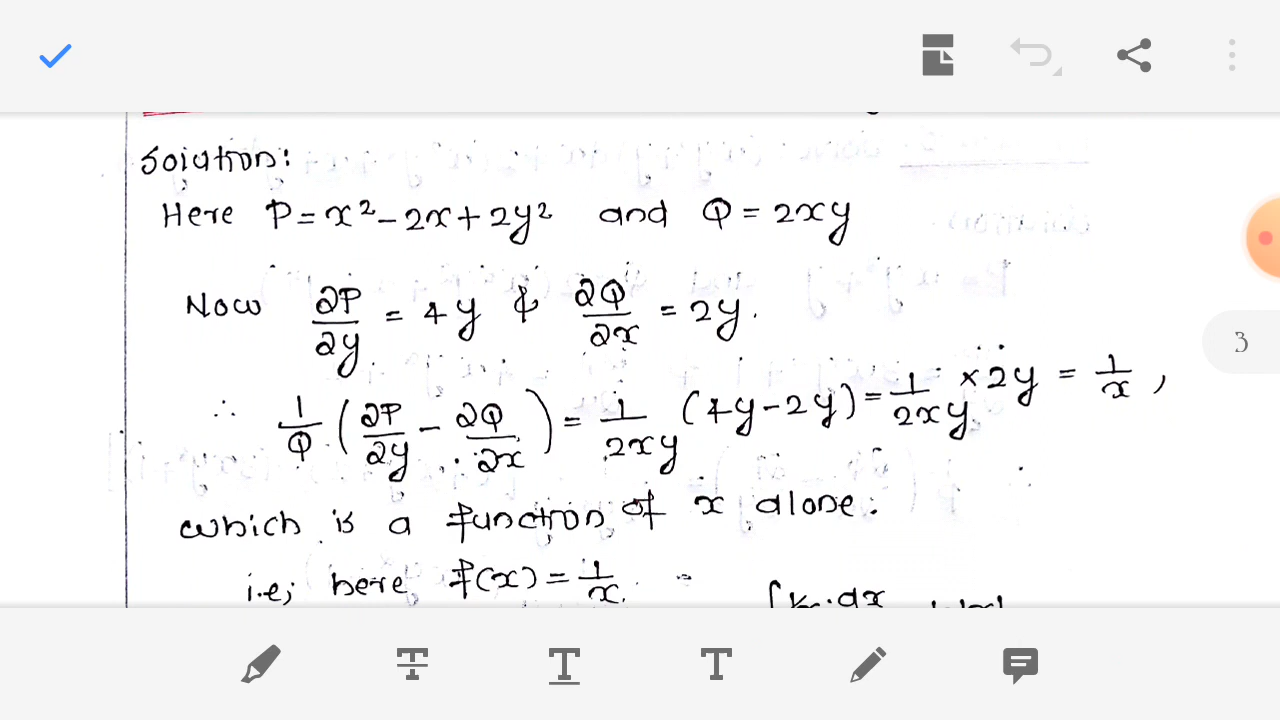 Solution:
Here P = x² - 2x + 2y² and Q = 2xy
Now ∂P/∂y = 4y & ∂Q/∂x = 2y.
∴ 1/Q (∂P/∂y - ∂Q/∂x) = 1/2xy (4y - 2y) = 1/2xy × 2y = 1/x ,
which is a function of x alone.
i.e; here f(x) = 1/x.
3